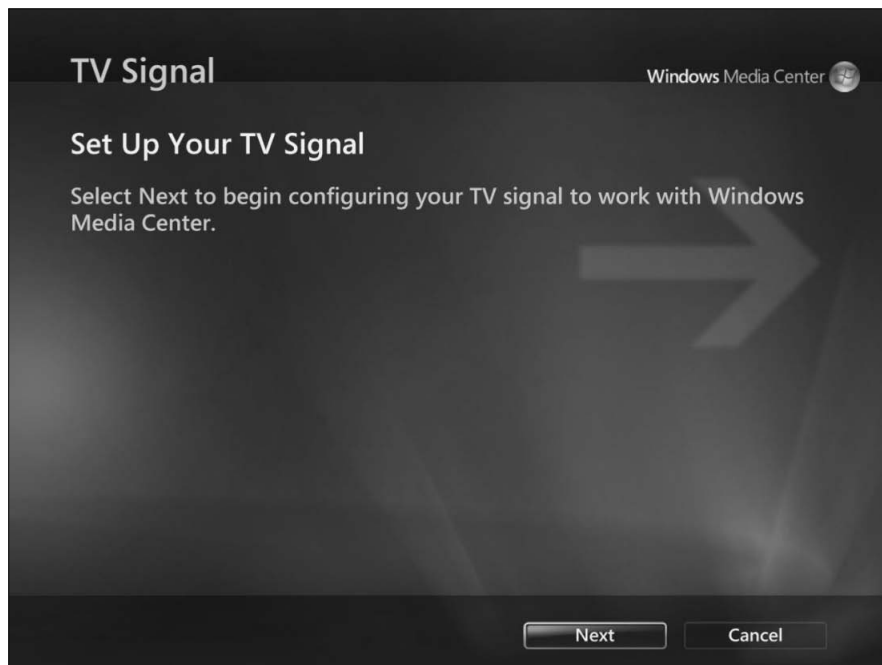 TV Signal
Windows Media Center
Set Up Your TV Signal
Select Next to begin configuring your TV signal to work with Windows
Media Center.
Next
Cancel